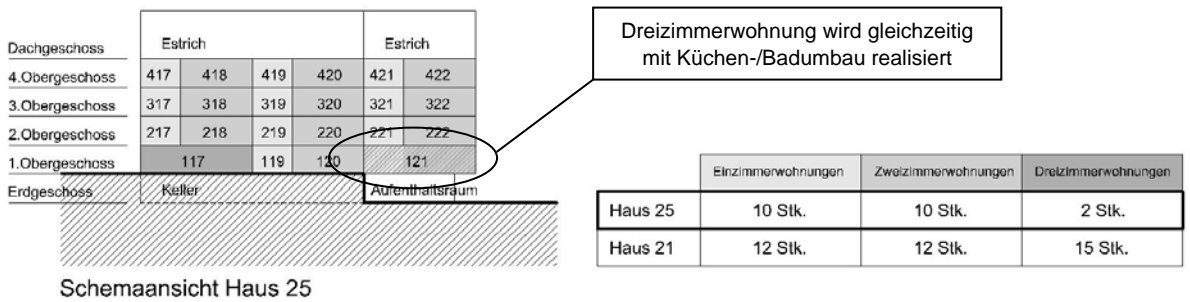 Dreizimmerwohnung wird gleichzeitig
mit Küchen-/Badumbau realisiert
Dachgeschoss Estrich Estrich
4.Obergeschoss 417 418 419 420 421 422
3.Obergeschoss 317 318 319 320 321 322
2.Obergeschoss 217 218 219 220 221 222
1.Obergeschoss 117 119 120 121
Erdgeschoss Keller Aufenthaltsraum
Schemaansicht Haus 25
Einzimmerwohnungen Zweizimmerwohnungen Dreizimmerwohnungen
Haus 25 10 Stk. 10 Stk. 2 Stk.
Haus 21 12 Stk. 12 Stk. 15 Stk.